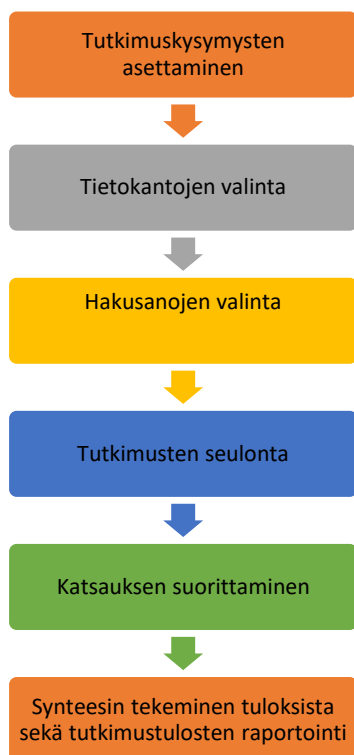 Tutkimuskysymysten
asettaminen
Tietokantojen valinta
Hakusanojen valinta
Tutkimusten seulonta
Katsauksen suorittaminen
Synteesin tekeminen tuloksista
sekä tutkimustulosten raportointi